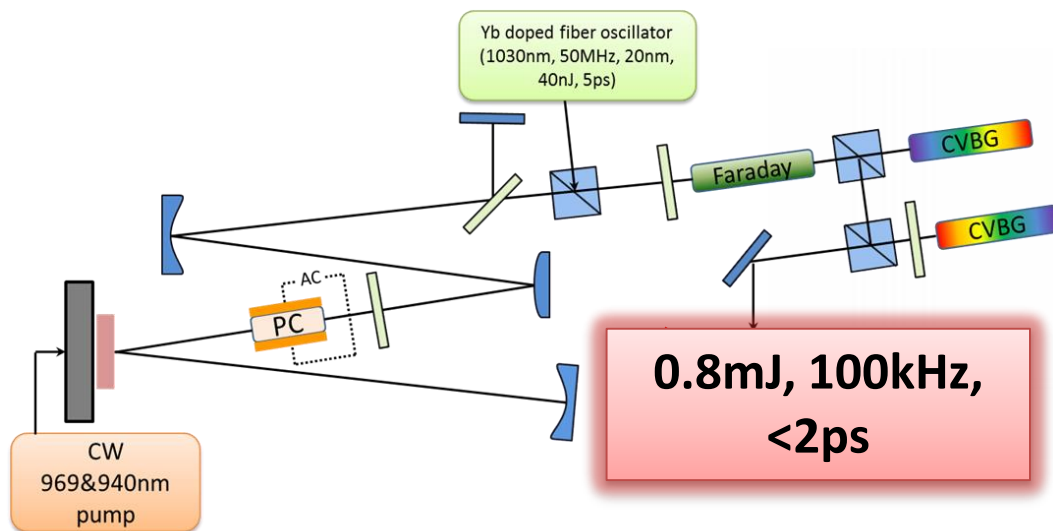 Yb doped fiber oscillator
(1030nm, 50MHz, 20nm,
40nJ, 5ps)
CVBG
Faraday
CVBG
AC
PC
0.8mJ, 100kHz,
<2ps
CW
969&940nm
pump